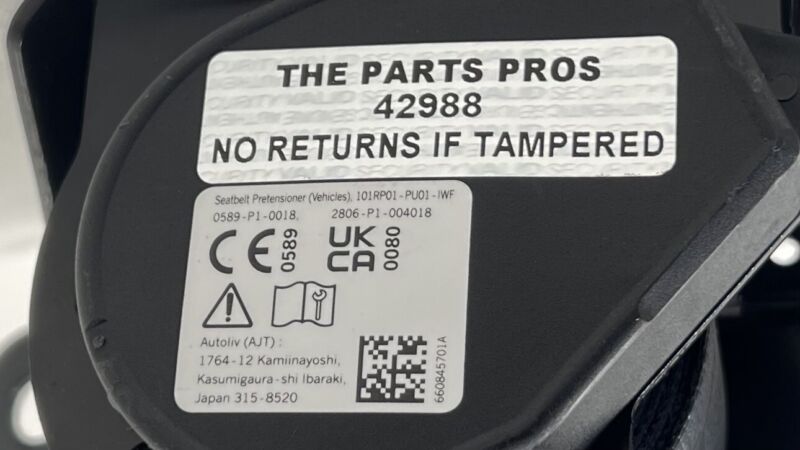 THE PARTS PROS
42988
NO RETURNS IF TAMPERED
Seatbelt Pretensioner (Vehicles), 101RP01-PU01-IWF
0589-P1-0018, 2806-P1-004018
CE 0589 UK CA 0080
Autoliv (AJT) :
1764-12 Kamiinayoshi,
Kasumigaura-shi Ibaraki,
Japan 315-8520
660845701A